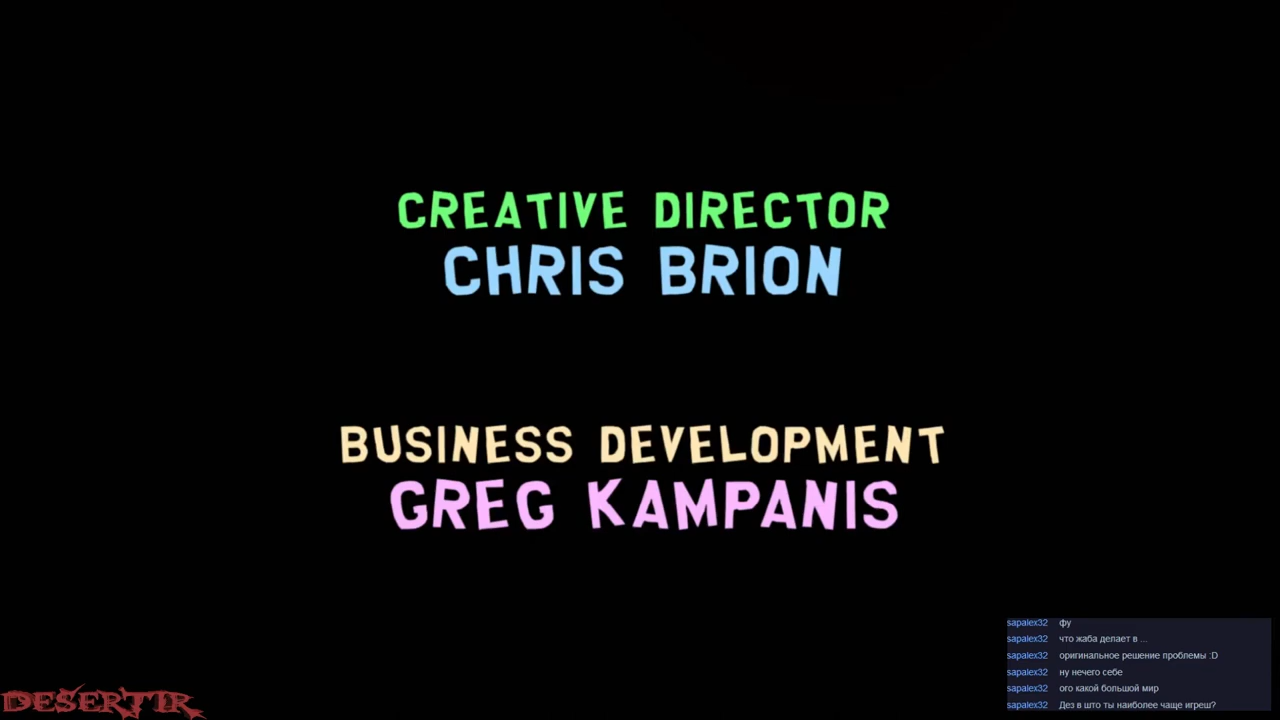 CREATIVE DIRECTOR
CHRIS BRION
BUSINESS DEVELOPMENT
GREG KAMPANIS
sapalex32 фу
sapalex32 что жаба делает в ...
sapalex32 оригинальное решение проблемы :D
sapalex32 ну нечего себе
sapalex32 ого какой большой мир
sapalex32 Дез в што ты наиболее чаще игреш?
DESERTIR